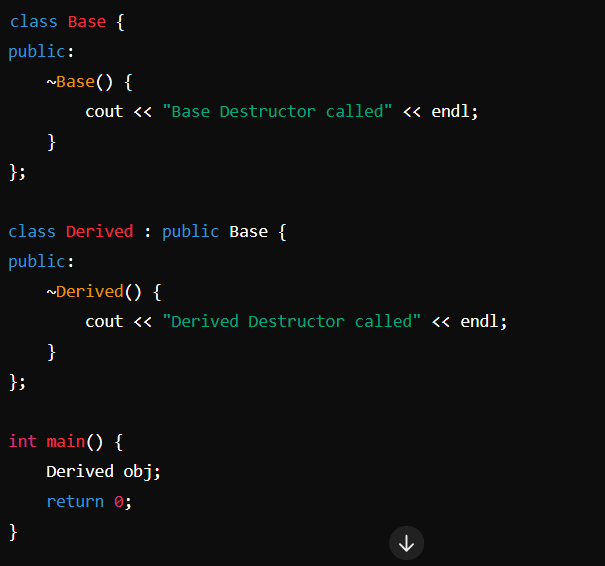 class Base {
public:
    ~Base() {
        cout << "Base Destructor called" << endl;
    }
};

class Derived : public Base {
public:
    ~Derived() {
        cout << "Derived Destructor called" << endl;
    }
};

int main() {
    Derived obj;
    return 0;
}